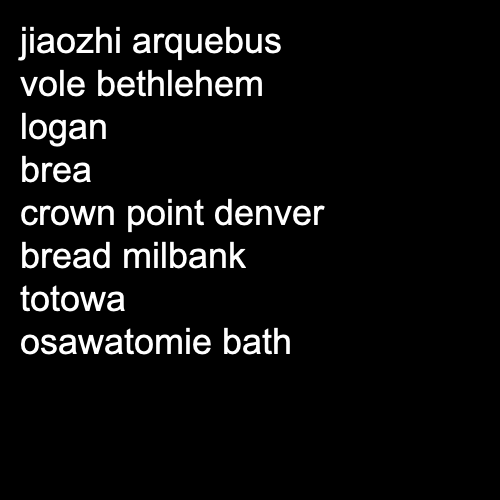 jiaozhi arquebus
vole bethlehem
logan
brea
crown point denver
bread milbank
totowa
osawatomie bath